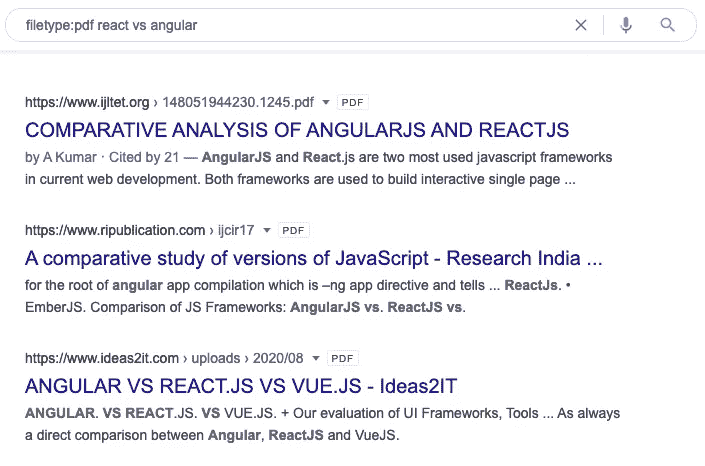 filetype:pdf react vs angular
https://www.ijltet.org › 148051944230.1245.pdf PDF
COMPARATIVE ANALYSIS OF ANGULARJS AND REACTJS
by A Kumar · Cited by 21 — AngularJS and React.js are two most used javascript frameworks
in current web development. Both frameworks are used to build interactive single page ...
https://www.ripublication.com › ijcir17 PDF
A comparative study of versions of JavaScript - Research India ...
for the root of angular app compilation which is –ng app directive and tells ... ReactJs. •
EmberJS. Comparison of JS Frameworks: AngularJS vs. ReactJS vs.
https://www.ideas2it.com › uploads › 2020/08 PDF
ANGULAR VS REACT.JS VS VUE.JS - Ideas2IT
ANGULAR. VS REACT.JS. VS VUE.JS. + Our evaluation of UI Frameworks, Tools ... As always
a direct comparison between Angular, ReactJS and VueJS.